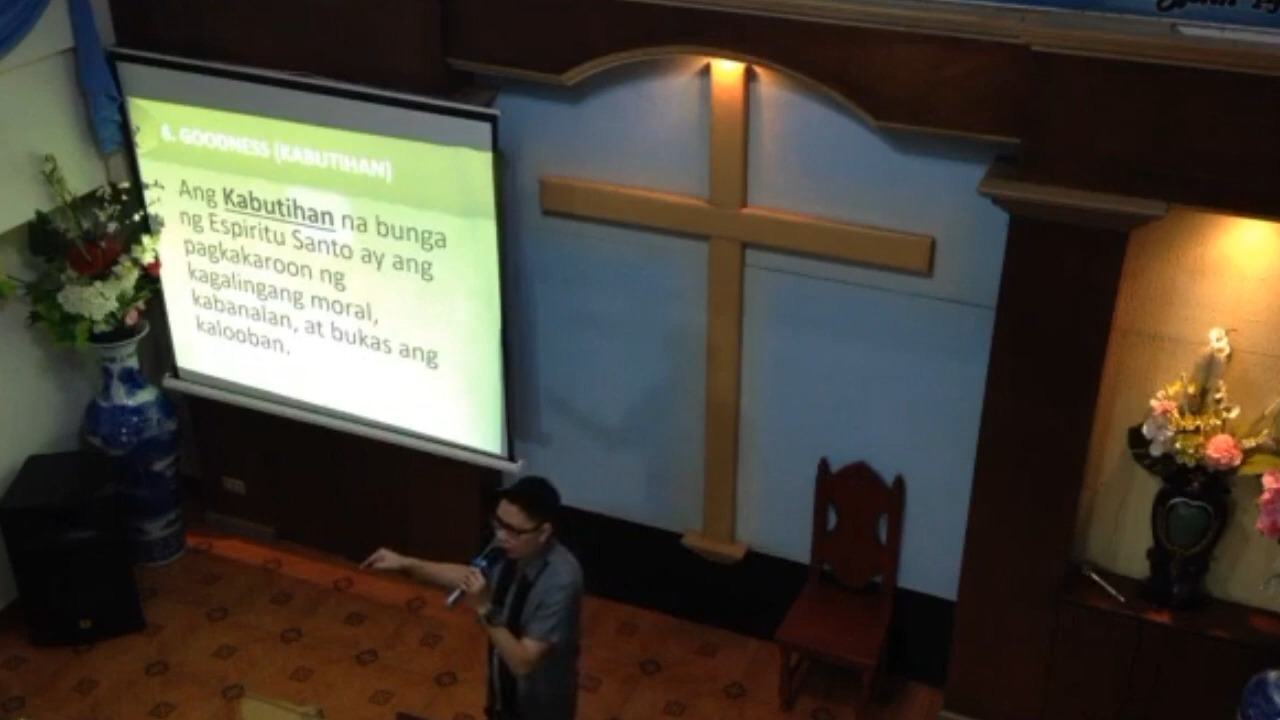 6. GOODNESS (KABUTIHAN)
Ang Kabutihan na bunga
ng Espiritu Santo ay ang
pagkakaroon ng
kagalingang moral,
kabanalan, at bukas ang
kalooban.